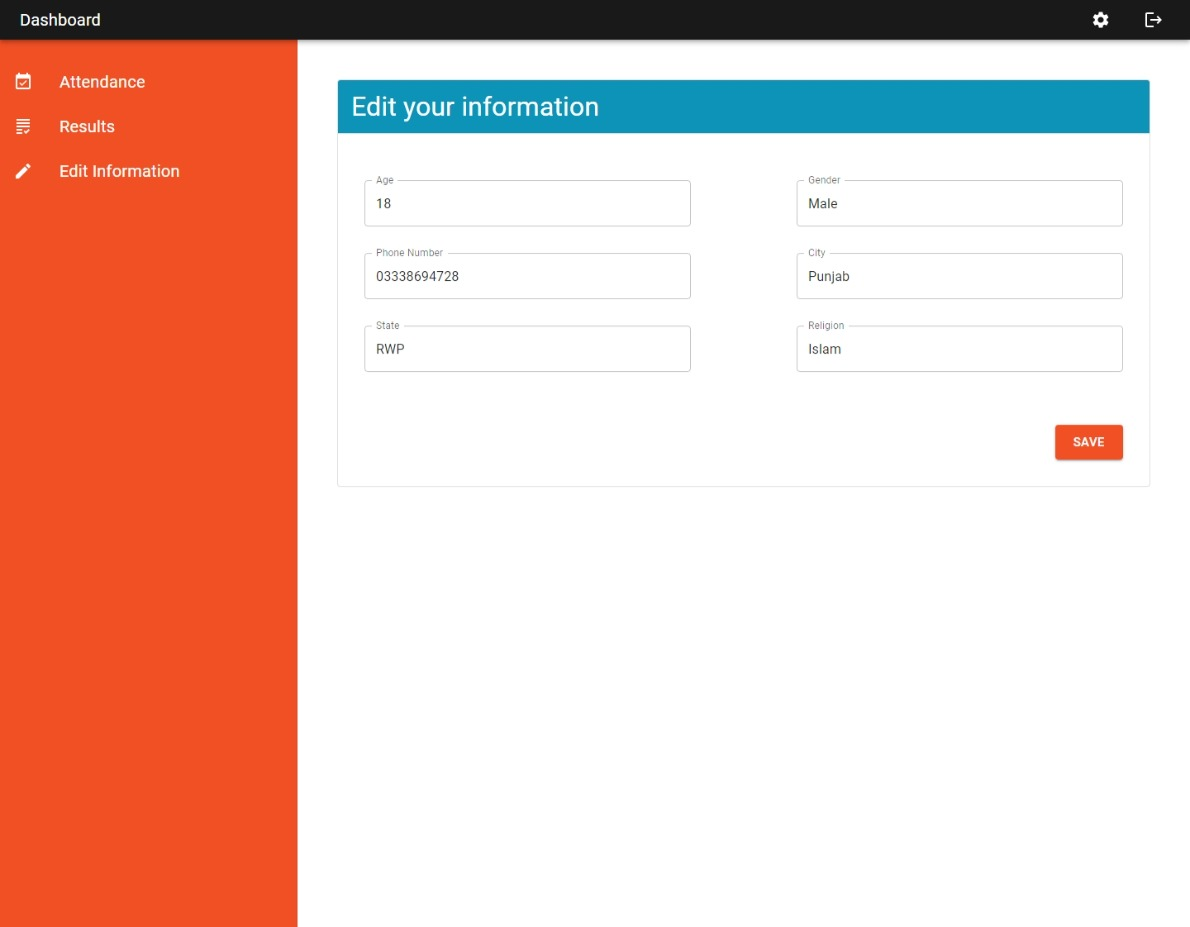 Dashboard
Attendance
Results
Edit Information
Edit your information
Age
18
Gender
Male
Phone Number
03338694728
City
Punjab
State
RWP
Religion
Islam
SAVE